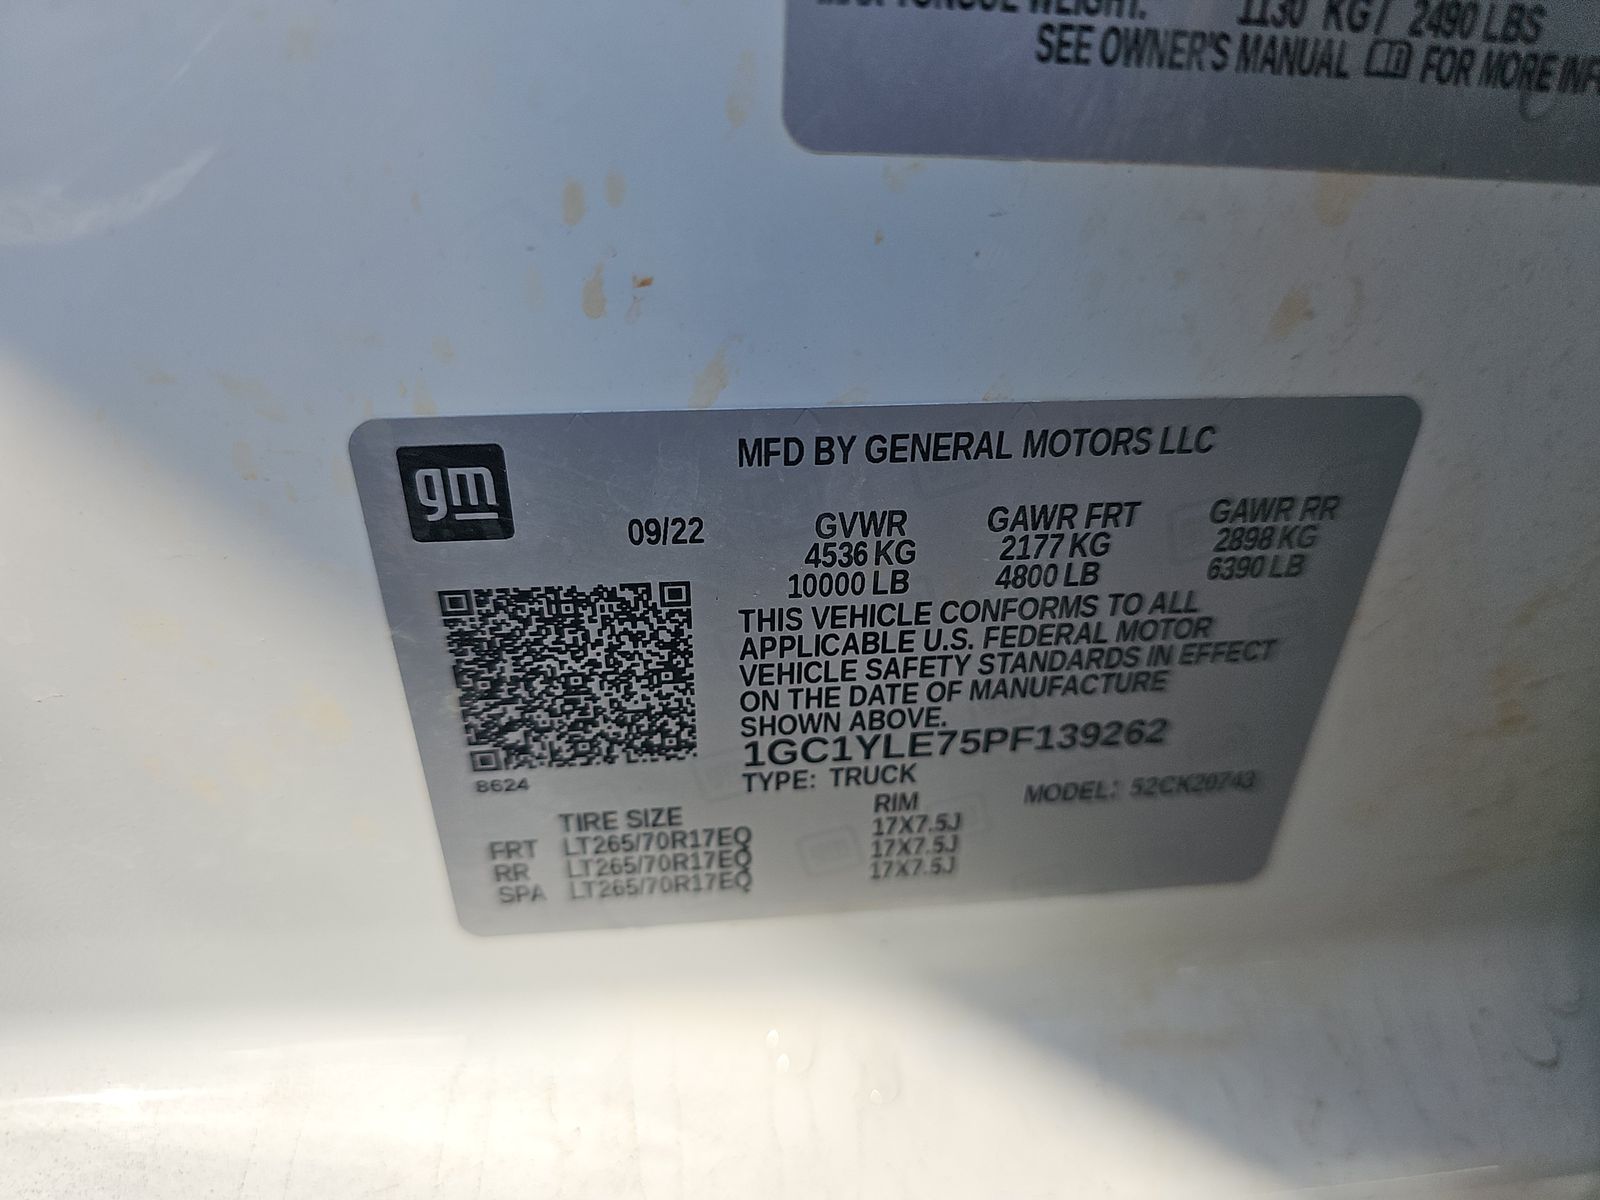 TONGUE WEIGHT: 1130 KG / 2490 LBS
SEE OWNER'S MANUAL FOR MORE
gm
MFD BY GENERAL MOTORS LLC
09/22
GVWR GAWR FRT GAWR RR
4536 KG 2177 KG 2898 KG
10000 LB 4800 LB 6390 LB
THIS VEHICLE CONFORMS TO ALL
APPLICABLE U.S. FEDERAL MOTOR
VEHICLE SAFETY STANDARDS IN EFFECT
ON THE DATE OF MANUFACTURE
SHOWN ABOVE.
1GC1YLE75PF139262
8624
TYPE: TRUCK MODEL: 52CK20743
TIRE SIZE RIM
FRT LT265/70R17EQ 17X7.5J
RR LT265/70R17EQ 17X7.5J
SPA LT265/70R17EQ 17X7.5J